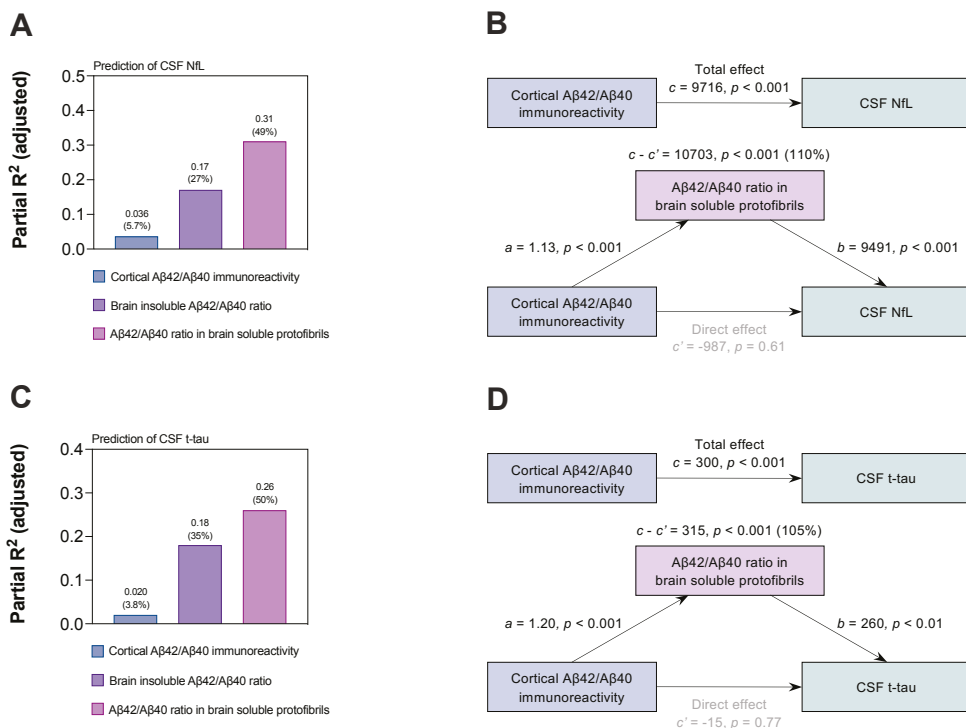 A
Prediction of CSF NfL
Partial R² (adjusted)
0.5
0.4
0.3
0.2
0.1
0.0
0.036
(5.7%)
0.17
(27%)
0.31
(49%)
Cortical Aβ42/Aβ40 immunoreactivity
Brain insoluble Aβ42/Aβ40 ratio
Aβ42/Aβ40 ratio in brain soluble protofibrils
B
Cortical Aβ42/Aβ40
immunoreactivity
Total effect
c = 9716, p < 0.001
CSF NfL
c - c' = 10703, p < 0.001 (110%)
Aβ42/Aβ40 ratio in
brain soluble protofibrils
a = 1.13, p < 0.001
b = 9491, p < 0.001
Cortical Aβ42/Aβ40
immunoreactivity
Direct effect
c' = -987, p = 0.61
CSF NfL
C
Prediction of CSF t-tau
Partial R² (adjusted)
0.4
0.2
0.2
0.1
0.0
0.020
(3.8%)
0.18
(35%)
0.26
(50%)
Cortical Aβ42/Aβ40 immunoreactivity
Brain insoluble Aβ42/Aβ40 ratio
Aβ42/Aβ40 ratio in brain soluble protofibrils
D
Cortical Aβ42/Aβ40
immunoreactivity
Total effect
c = 300, p < 0.001
CSF t-tau
c - c' = 315, p < 0.001 (105%)
Aβ42/Aβ40 ratio in
brain soluble protofibrils
a = 1.20, p < 0.001
b = 260, p < 0.01
Cortical Aβ42/Aβ40
immunoreactivity
Direct effect
c' = -15, p = 0.77
CSF t-tau